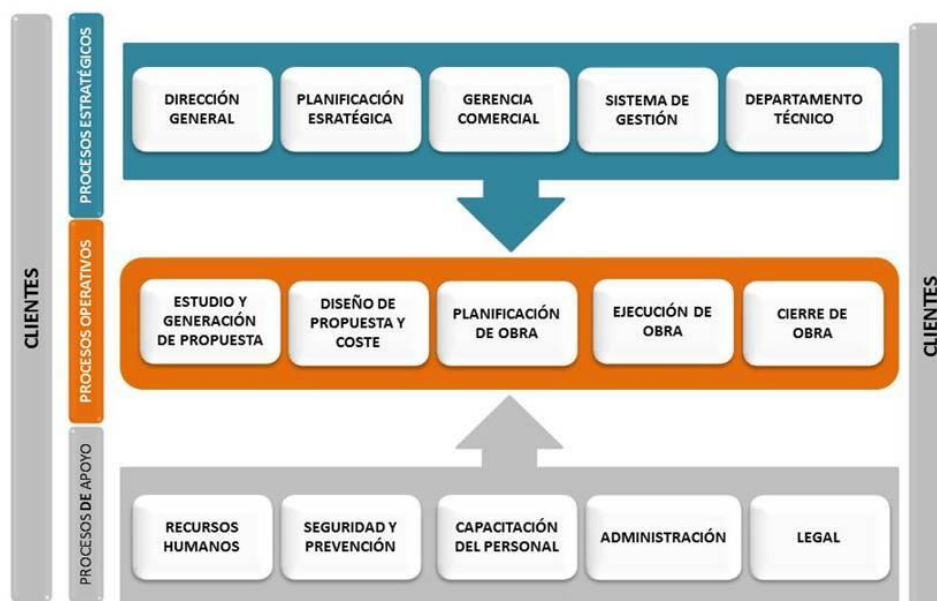 CLIENTES
PROCESOS ESTRATÉGICOS
DIRECCIÓN
GENERAL
PLANIFICACIÓN
ESRATÉGICA
GERENCIA
COMERCIAL
SISTEMA DE
GESTIÓN
DEPARTAMENTO
TÉCNICO
PROCESOS OPERATIVOS
ESTUDIO Y
GENERACIÓN
DE PROPUESTA
DISEÑO DE
PROPUESTA Y
COSTE
PLANIFICACIÓN
DE OBRA
EJECUCIÓN DE
OBRA
CIERRE DE
OBRA
PROCESOS DE APOYO
RECURSOS
HUMANOS
SEGURIDAD Y
PREVENCIÓN
CAPACITACIÓN
DEL PERSONAL
ADMINISTRACIÓN
LEGAL
CLIENTES